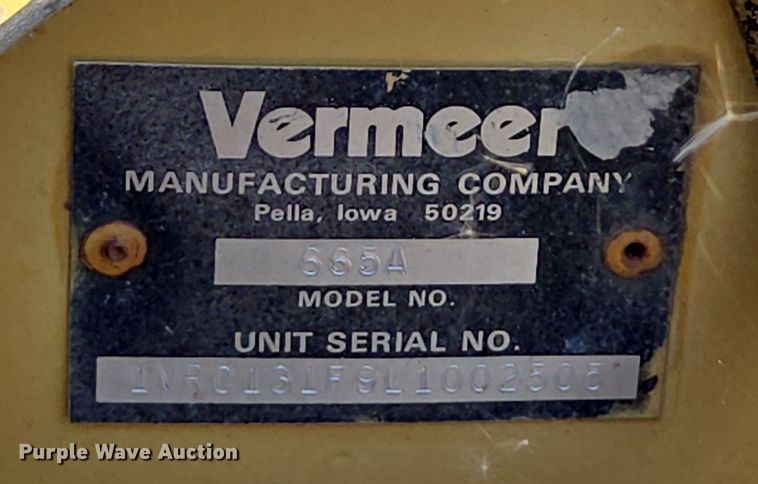 Vermeer
MANUFACTURING COMPANY
Pella, Iowa 50219
665A
MODEL NO.
UNIT SERIAL NO.
1VRC131F9L1002505
Purple Wave Auction